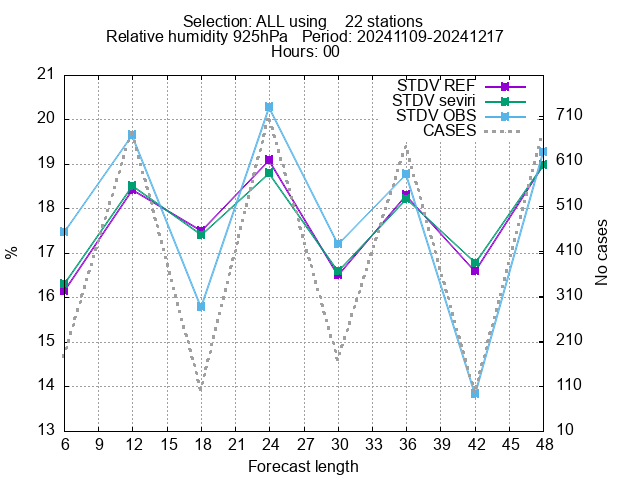 Selection: ALL using    22 stations
Relative humidity 925hPa   Period: 20241109-20241217
Hours: 00
STDV REF
STDV seviri
STDV OBS
CASES
21
20
19
18
17
16
15
14
13
%
710
610
510
410
310
210
110
10
No cases
6 9 12 15 18 21 24 27 30 33 36 39 42 45 48
Forecast length